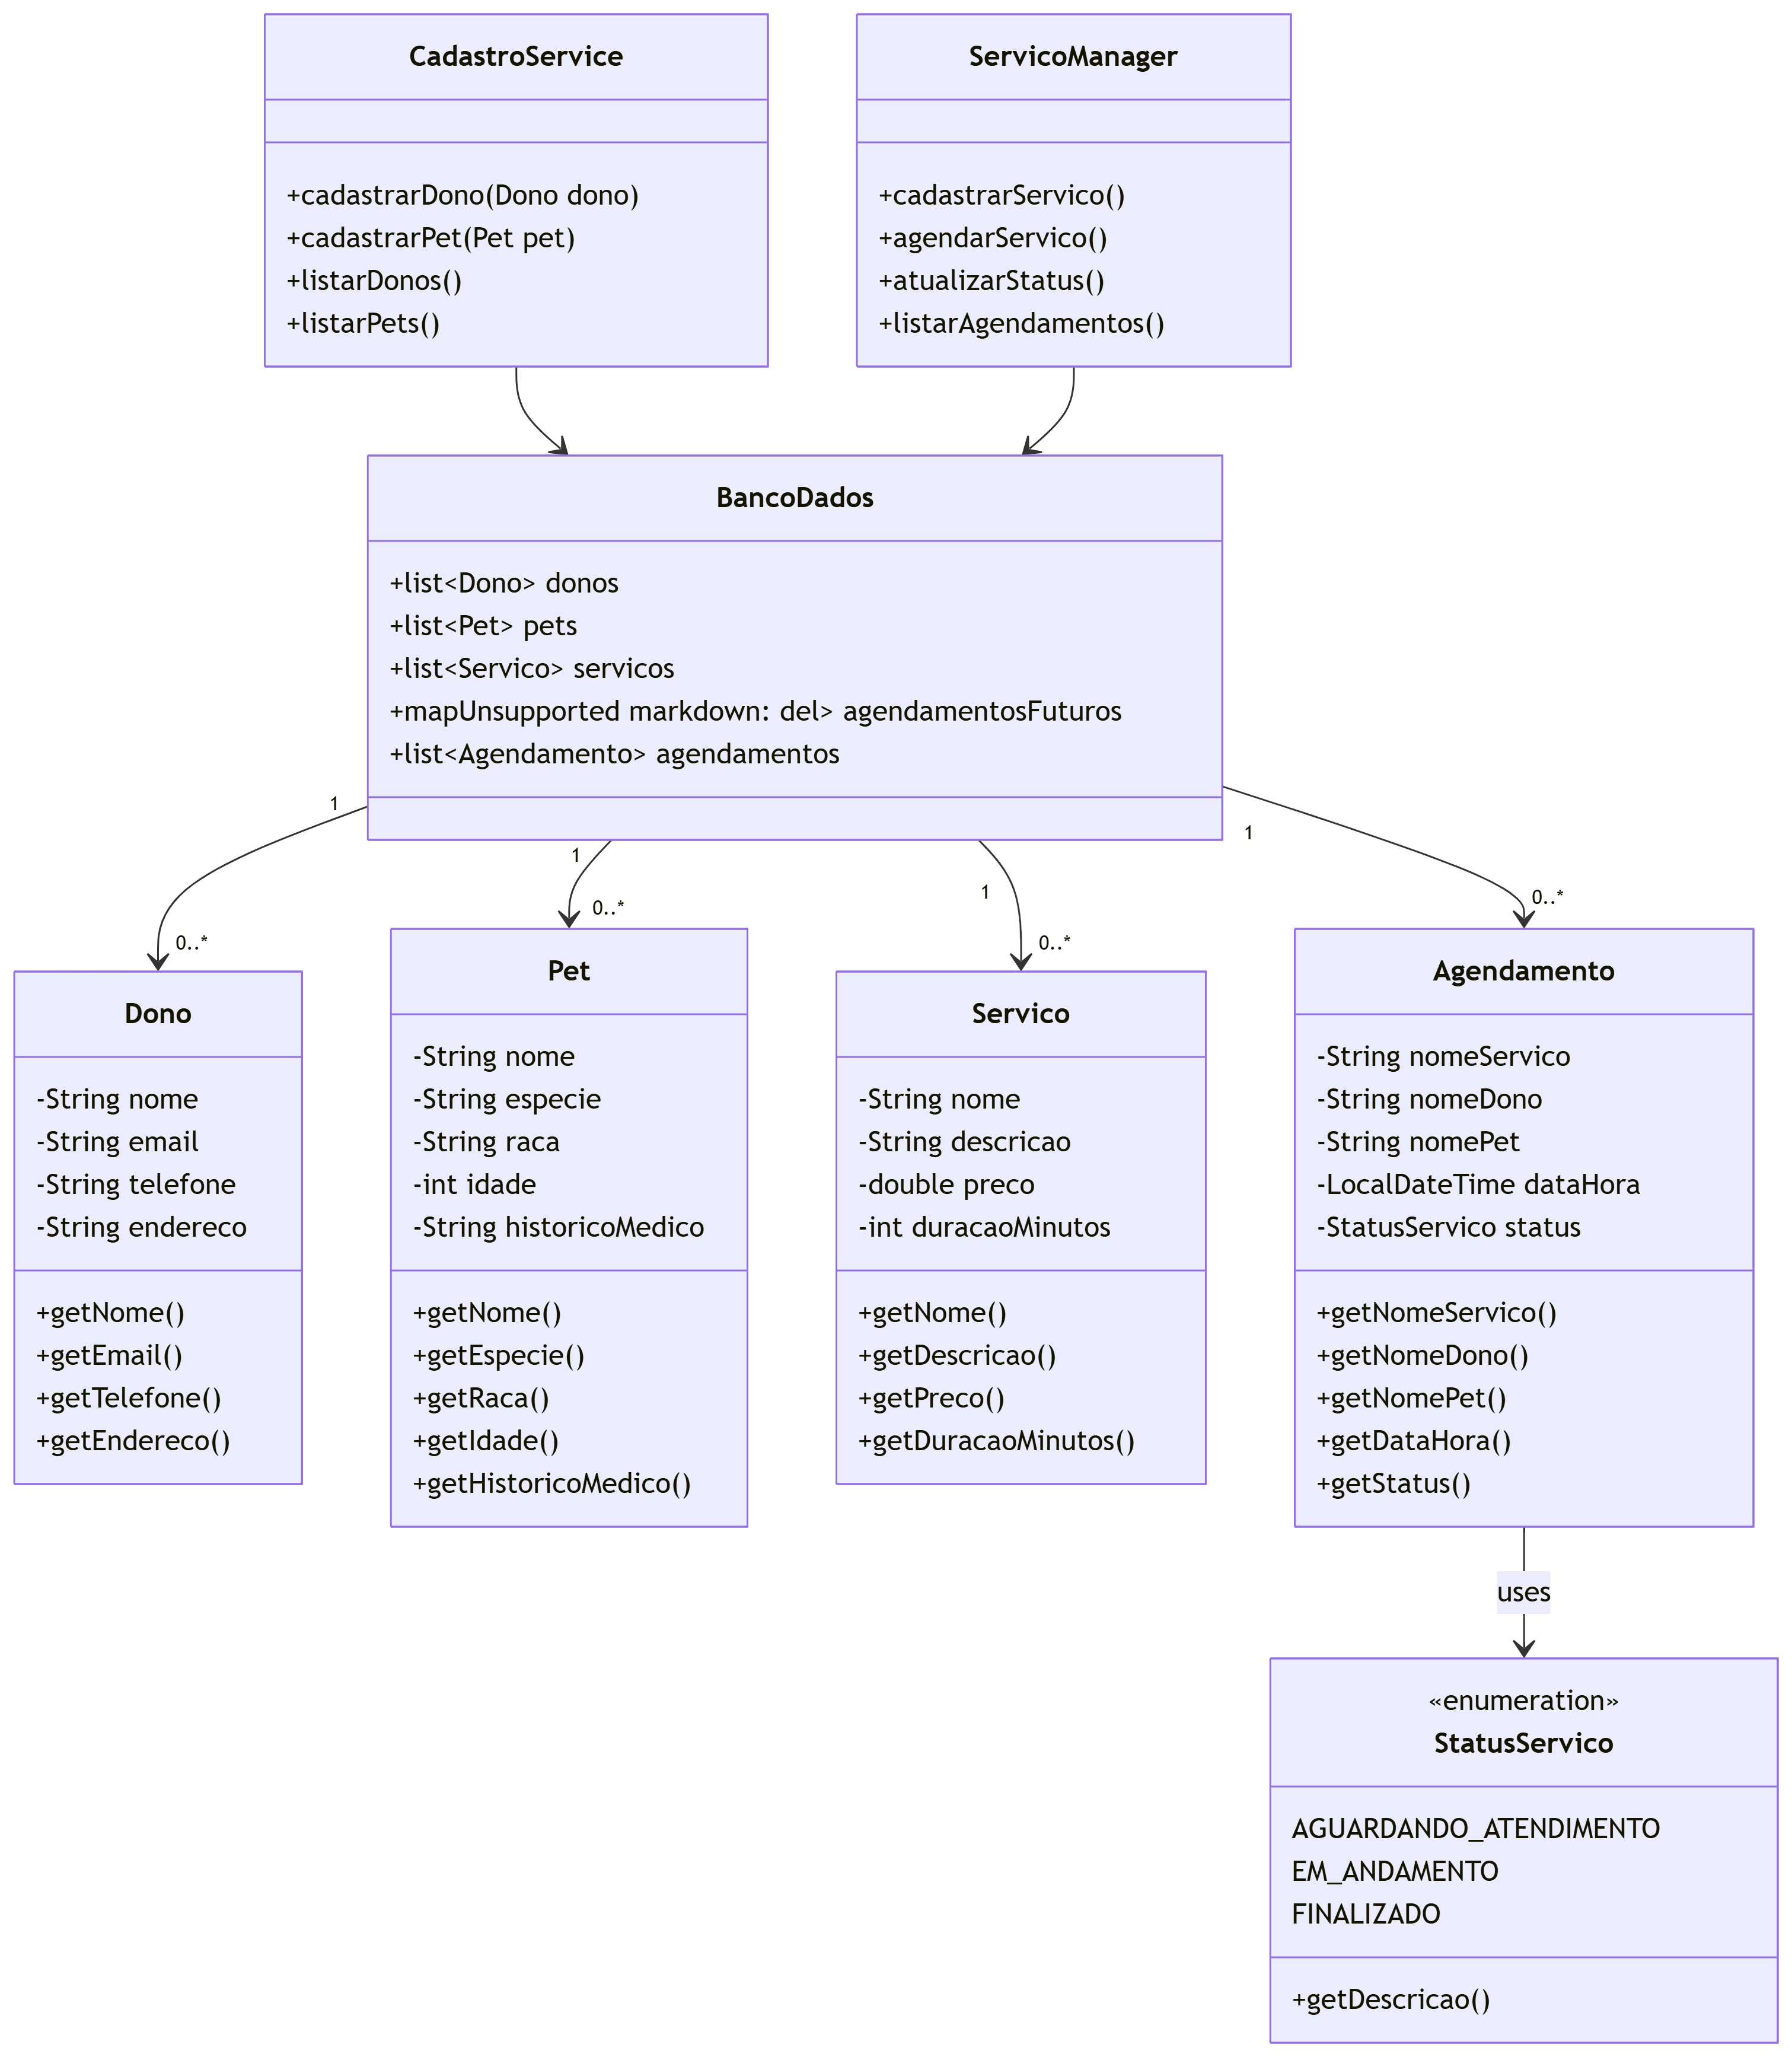 CadastroService
+cadastrarDono(Dono dono)
+cadastrarPet(Pet pet)
+listarDonos()
+listarPets()
ServicoManager
+cadastrarServico()
+agendarServico()
+atualizarStatus()
+listarAgendamentos()
BancoDados
+list<Dono> donos
+list<Pet> pets
+list<Servico> servicos
+mapUnsupported markdown: del> agendamentosFuturos
+list<Agendamento> agendamentos
1
1
1
1
0..*
0..*
0..*
0..*
Dono
-String nome
-String email
-String telefone
-String endereco
+getNome()
+getEmail()
+getTelefone()
+getEndereco()
Pet
-String nome
-String especie
-String raca
-int idade
-String historicoMedico
+getNome()
+getEspecie()
+getRaca()
+getIdade()
+getHistoricoMedico()
Servico
-String nome
-String descricao
-double preco
-int duracaoMinutos
+getNome()
+getDescricao()
+getPreco()
+getDuracaoMinutos()
Agendamento
-String nomeServico
-String nomeDono
-String nomePet
-LocalDateTime dataHora
-StatusServico status
+getNomeServico()
+getNomeDono()
+getNomePet()
+getDataHora()
+getStatus()
uses
«enumeration»
StatusServico
AGUARDANDO_ATENDIMENTO
EM_ANDAMENTO
FINALIZADO
+getDescricao()